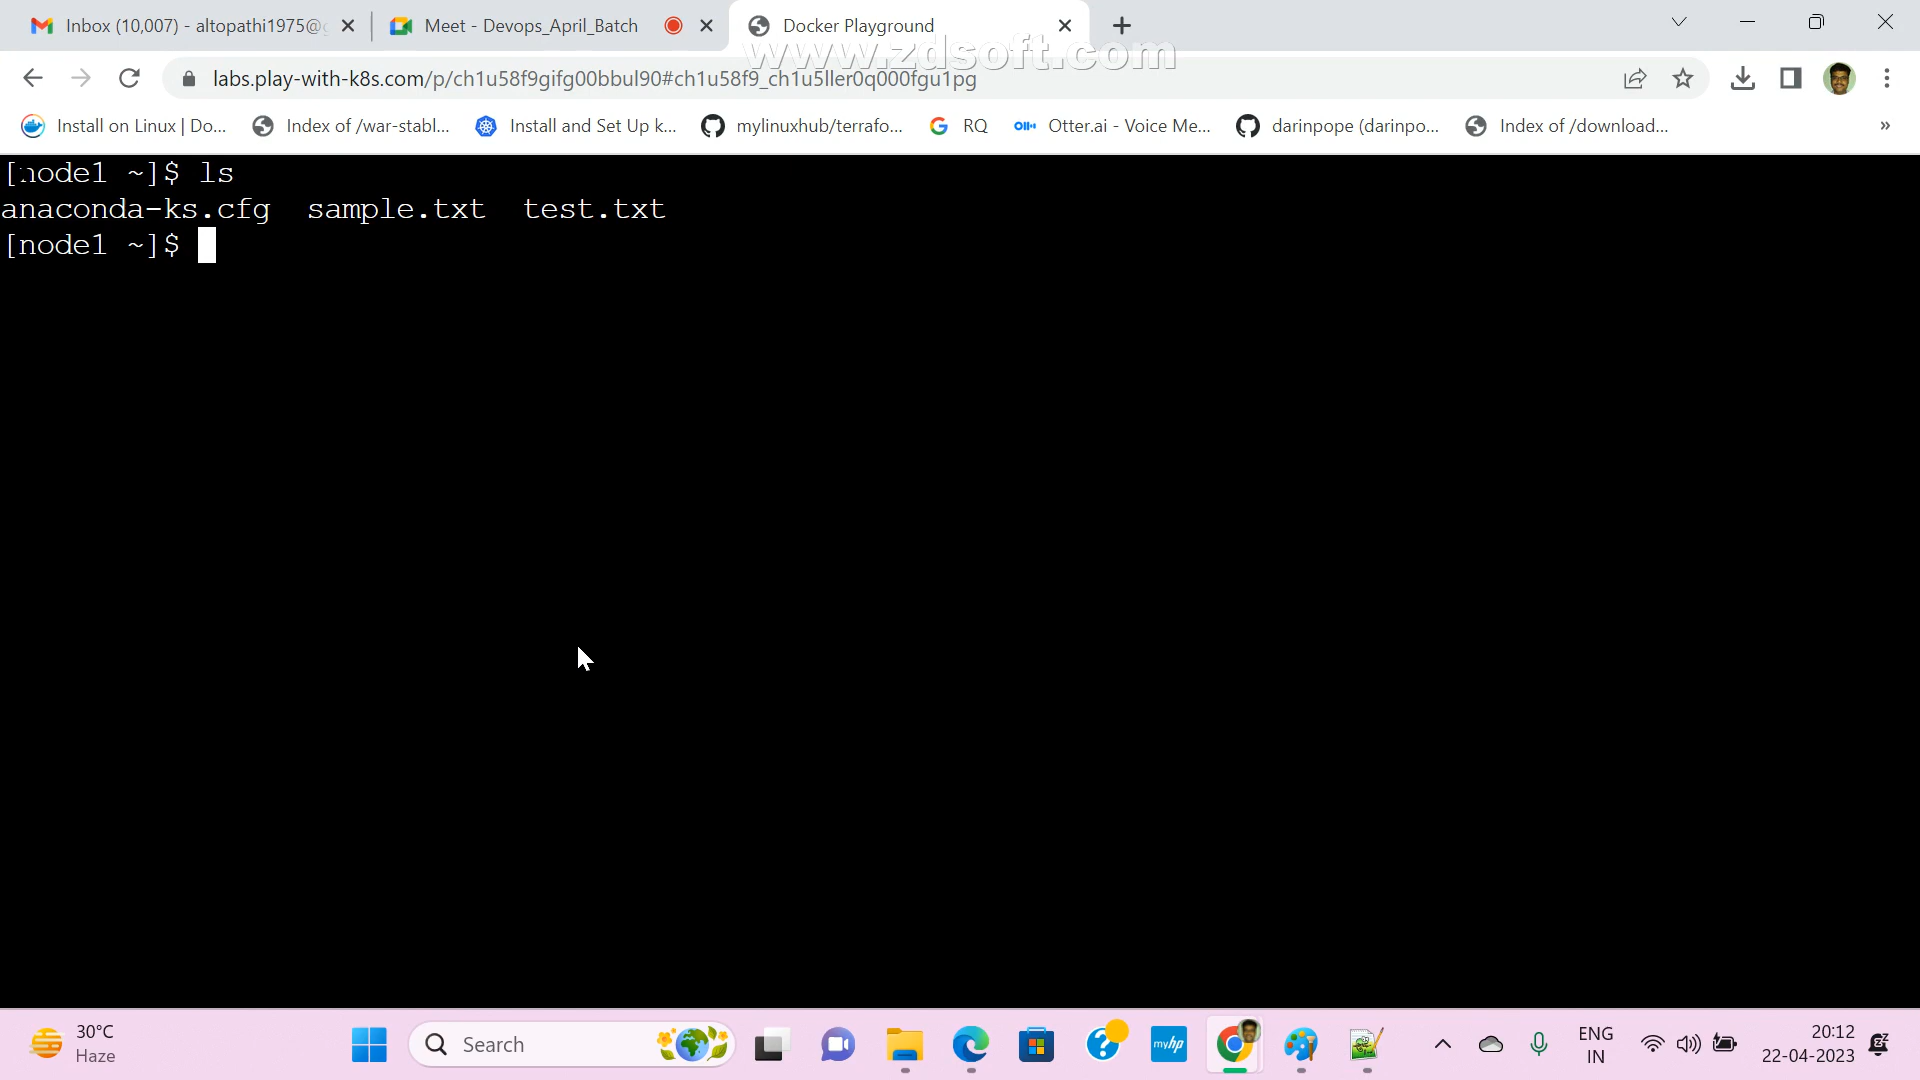 Inbox (10,007) - altopathi1975@
Meet - Devops_April_Batch
Docker Playground
www.zdsoft.com
labs.play-with-k8s.com/p/ch1u58f9gifg00bbul90#ch1u58f9_ch1u5ller0q000fgu1pg
Install on Linux | Do...
Index of /war-stabl...
Install and Set Up k...
mylinuxhub/terrafo...
RQ
Otter.ai - Voice Me...
darinpope (darinpo...
Index of /download...
»
[node1 ~]$ ls
anaconda-ks.cfg  sample.txt  test.txt
[node1 ~]$
30°C
Haze
Search
myhp
ENG
IN
20:12
22-04-2023